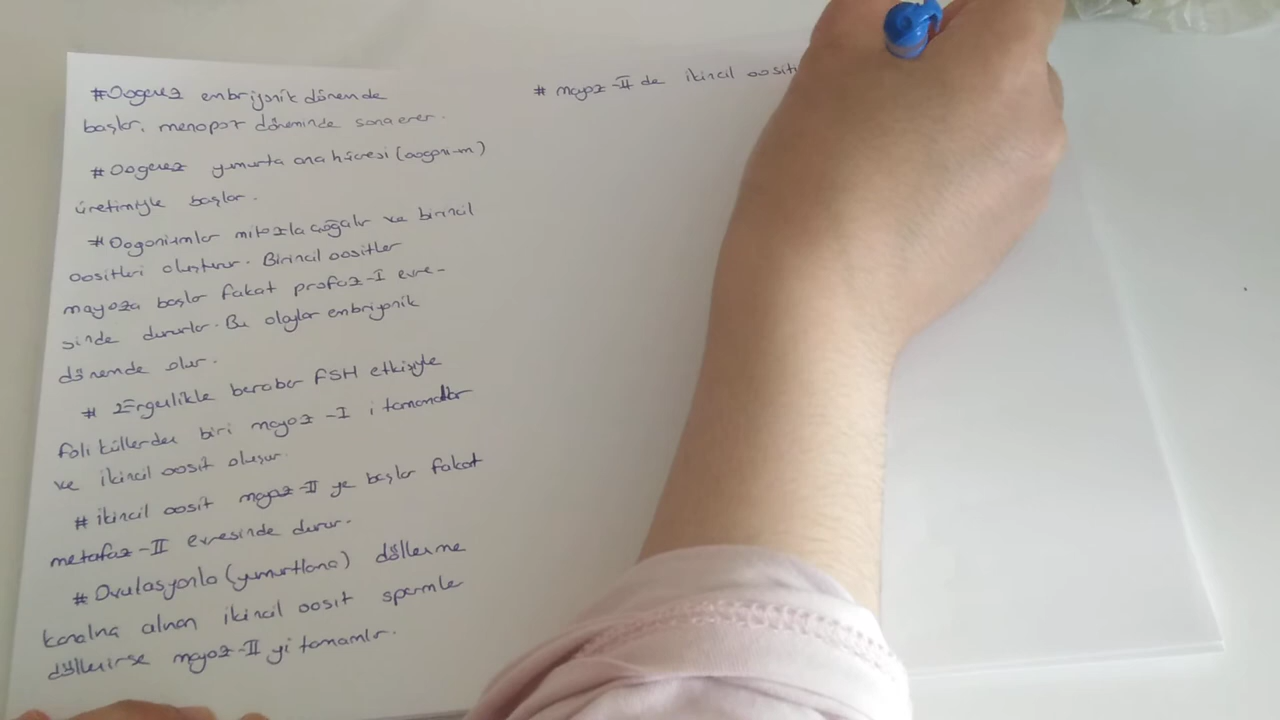 #Oogenez embriyonik dönemde
başlar, menopoz döneminde sona erer.
#Oogenez yumurta ana hücresi (oogonium)
üretimiyle başlar.
#Oogoniumlar mitozla çoğalır ve birincil
oositleri oluşturur. Birincil oositler
mayoza başlar fakat profaz-I evre-
sinde dururlar. Bu olaylar embriyonik
dönemde olur.
# Ergenlikle beraber FSH etkisiyle
foliküllerden biri mayoz-I i tamamlar
ve ikincil oosit oluşur.
# İkincil oosit mayoz-II ye başlar fakat
metafaz-II evresinde durur.
# Ovulasyonla (yumurtlama) döllenme
kanalına alınan ikincil oosit spermle
döllenirse mayoz-II yi tamamlar.
# mayoz-II de ikincil oositi